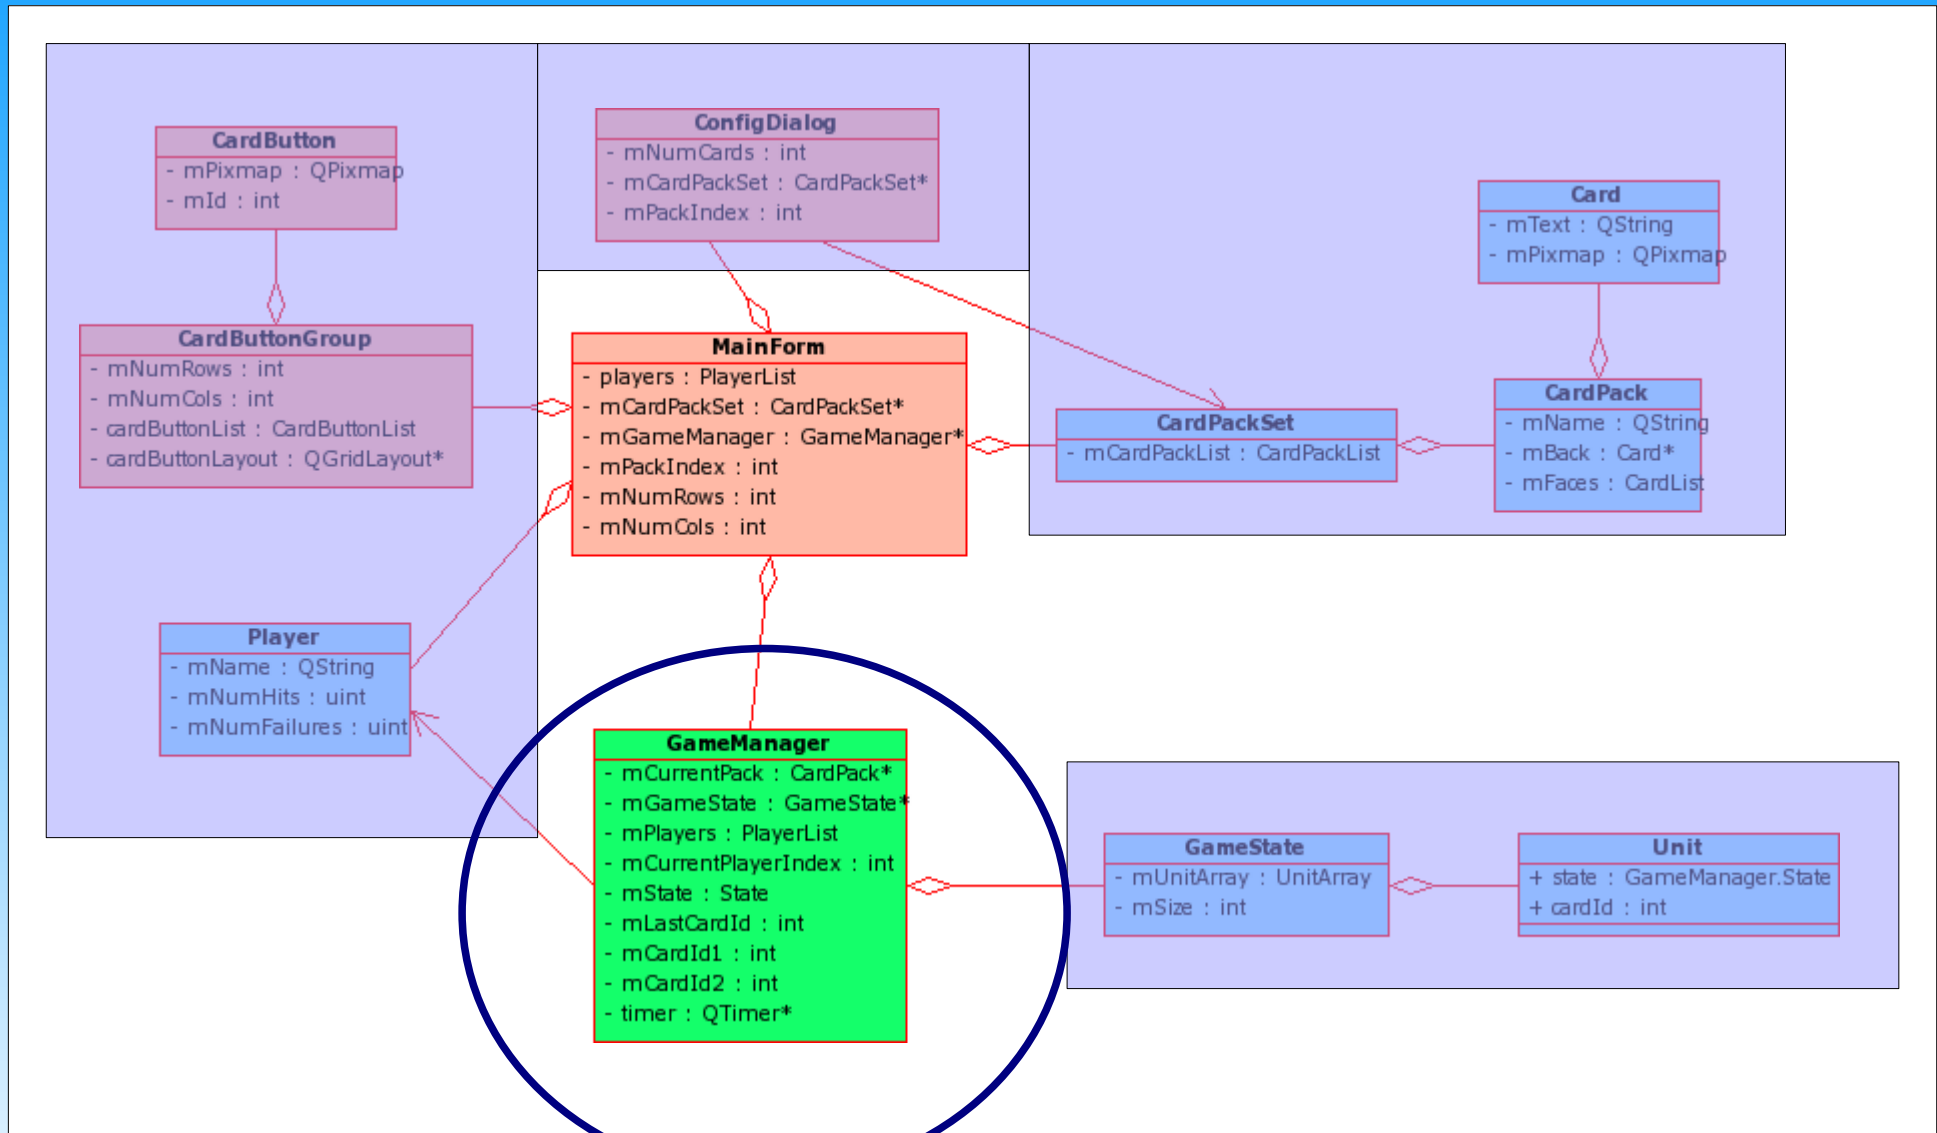 CardButton
- mPixmap : QPixmap
- mId : int
ConfigDialog
- mNumCards : int
- mCardPackSet : CardPackSet*
- mPackIndex : int
Card
- mText : QString
- mPixmap : QPixmap
CardButtonGroup
- mNumRows : int
- mNumCols : int
- cardButtonList : CardButtonList
- cardButtonLayout : QGridLayout*
MainForm
- players : PlayerList
- mCardPackSet : CardPackSet*
- mGameManager : GameManager*
- mPackIndex : int
- mNumRows : int
- mNumCols : int
CardPackSet
- mCardPackList : CardPackList
CardPack
- mName : QString
- mBack : Card*
- mFaces : CardList
Player
- mName : QString
- mNumHits : uint
- mNumFailures : uint
GameManager
- mCurrentPack : CardPack*
- mGameState : GameState*
- mPlayers : PlayerList
- mCurrentPlayerIndex : int
- mState : State
- mLastCardId : int
- mCardId1 : int
- mCardId2 : int
- timer : QTimer*
GameState
- mUnitArray : UnitArray
- mSize : int
Unit
+ state : GameManager.State
+ cardId : int